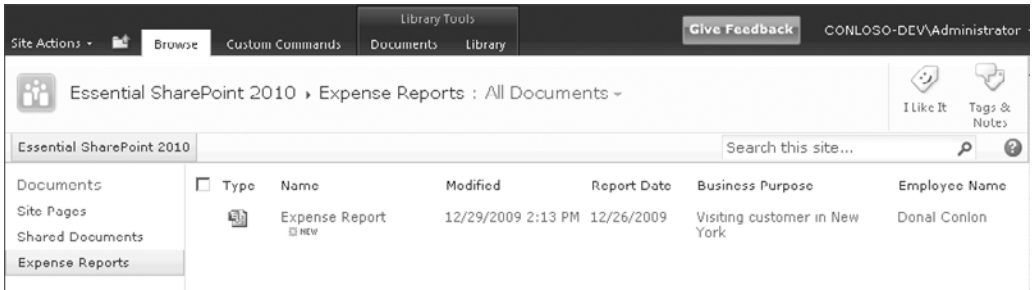 Library Tools
Site Actions Browse Custom Commands Documents Library Give Feedback CONLOSO-DEV\Administrator
Essential SharePoint 2010 Expense Reports : All Documents
I Like It Tags &
Notes
Essential SharePoint 2010 Search this site...
Documents Type Name Modified Report Date Business Purpose Employee Name
Site Pages Expense Report 12/29/2009 2:13 PM 12/26/2009 Visiting customer in New Donal Conlon
NEW York
Shared Documents
Expense Reports